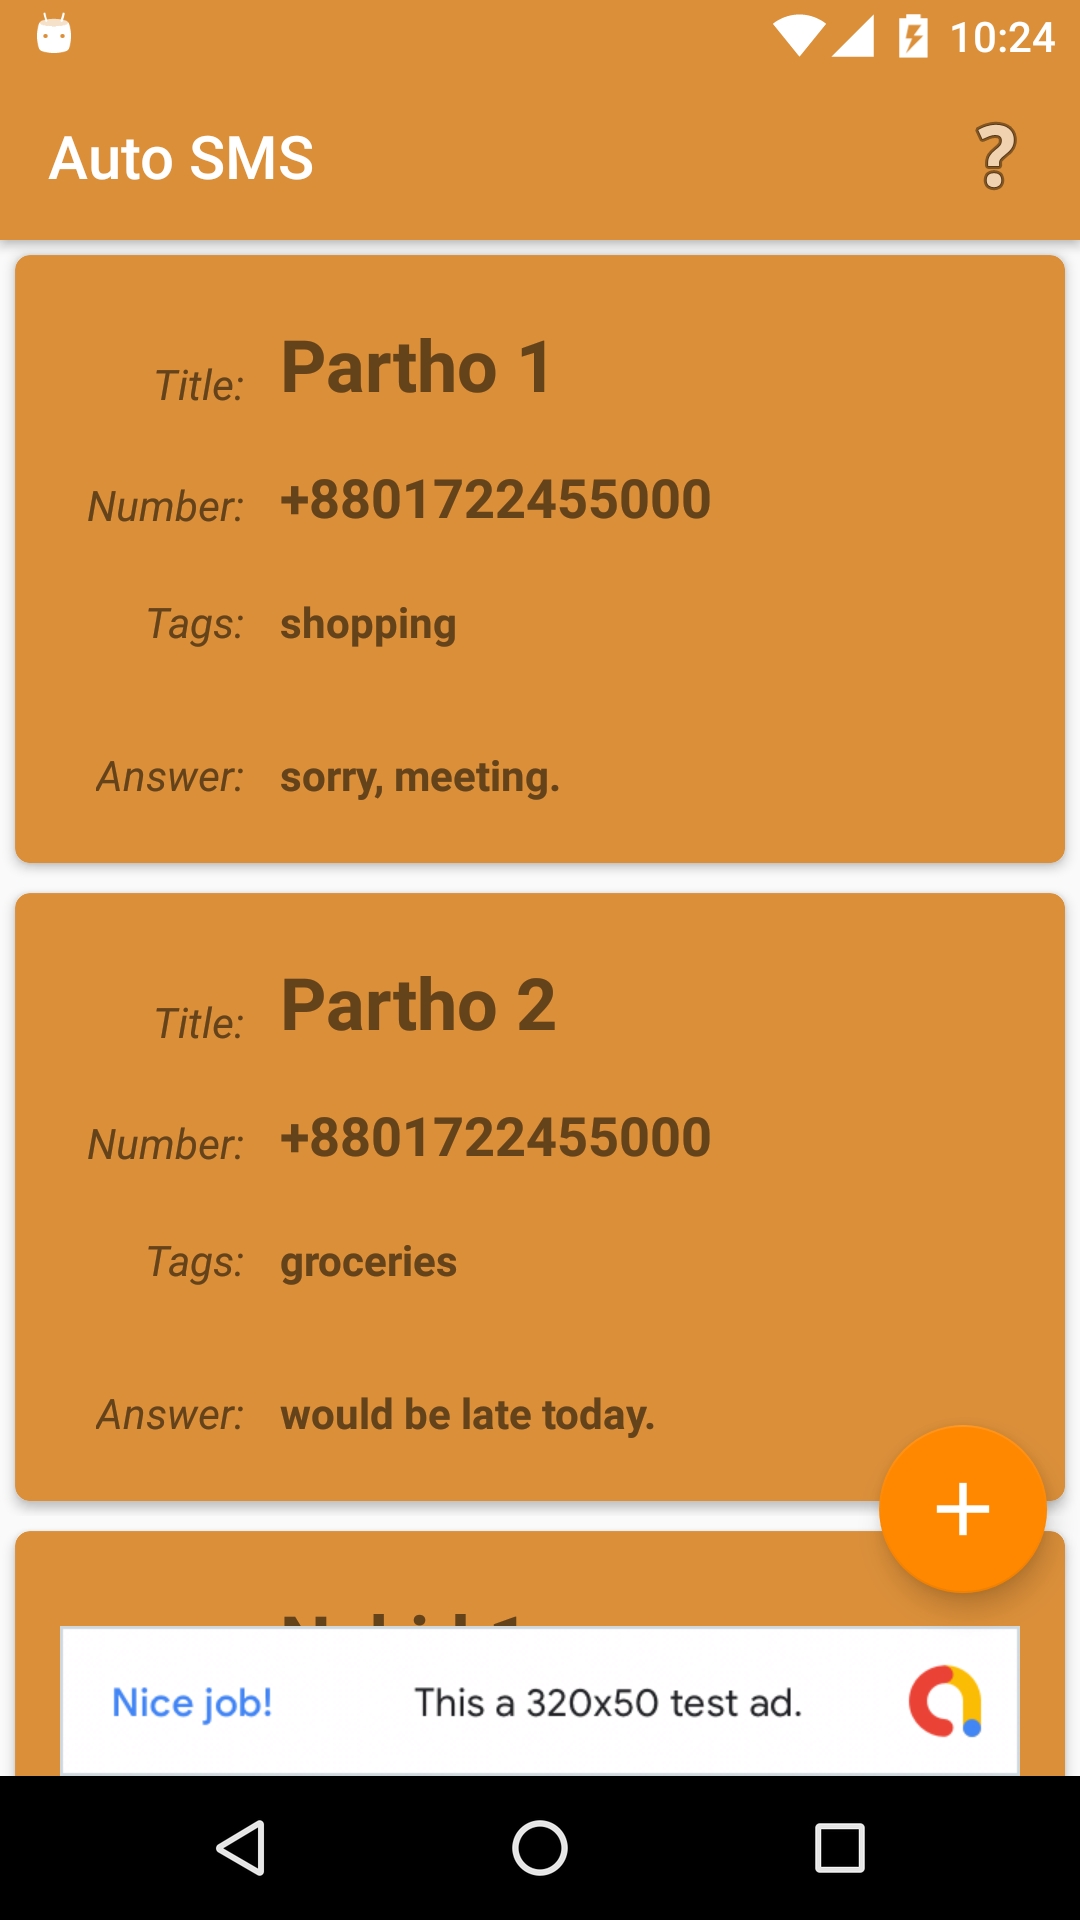 10:24
Auto SMS
Title: Partho 1
Number: +8801722455000
Tags: shopping
Answer: sorry, meeting.
Title: Partho 2
Number: +8801722455000
Tags: groceries
Answer: would be late today.
Nice job! This a 320x50 test ad.